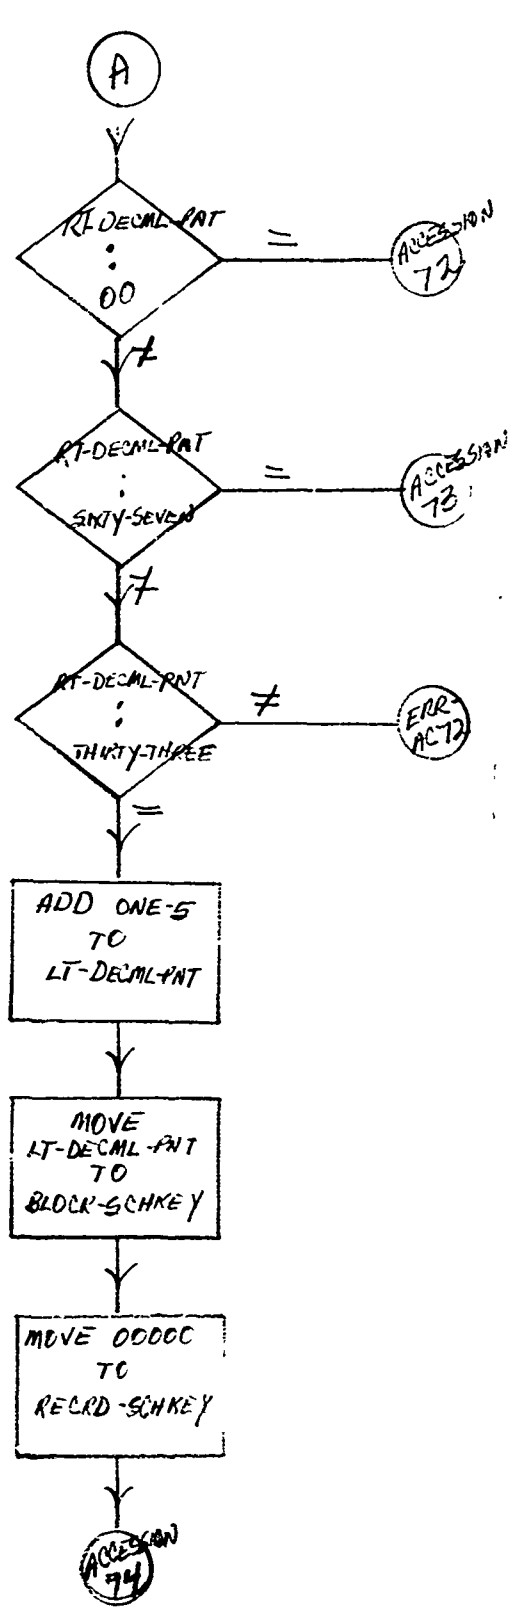 A
RT-DECML-PNT
:
00
=
ACCESSION
72
≠
RT-DECML-PNT
:
SIXTY-SEVEN
=
ACCESSION
73
≠
RT-DECML-PNT
:
THIRTY-THREE
≠
ERR-
AC72
=
ADD ONE-5
TO
LT-DECML-PNT
MOVE
LT-DECML-PNT
TO
BLOCK-SCHKEY
MOVE 00000
TO
RECRD-SCHKEY
ACCESSION
74